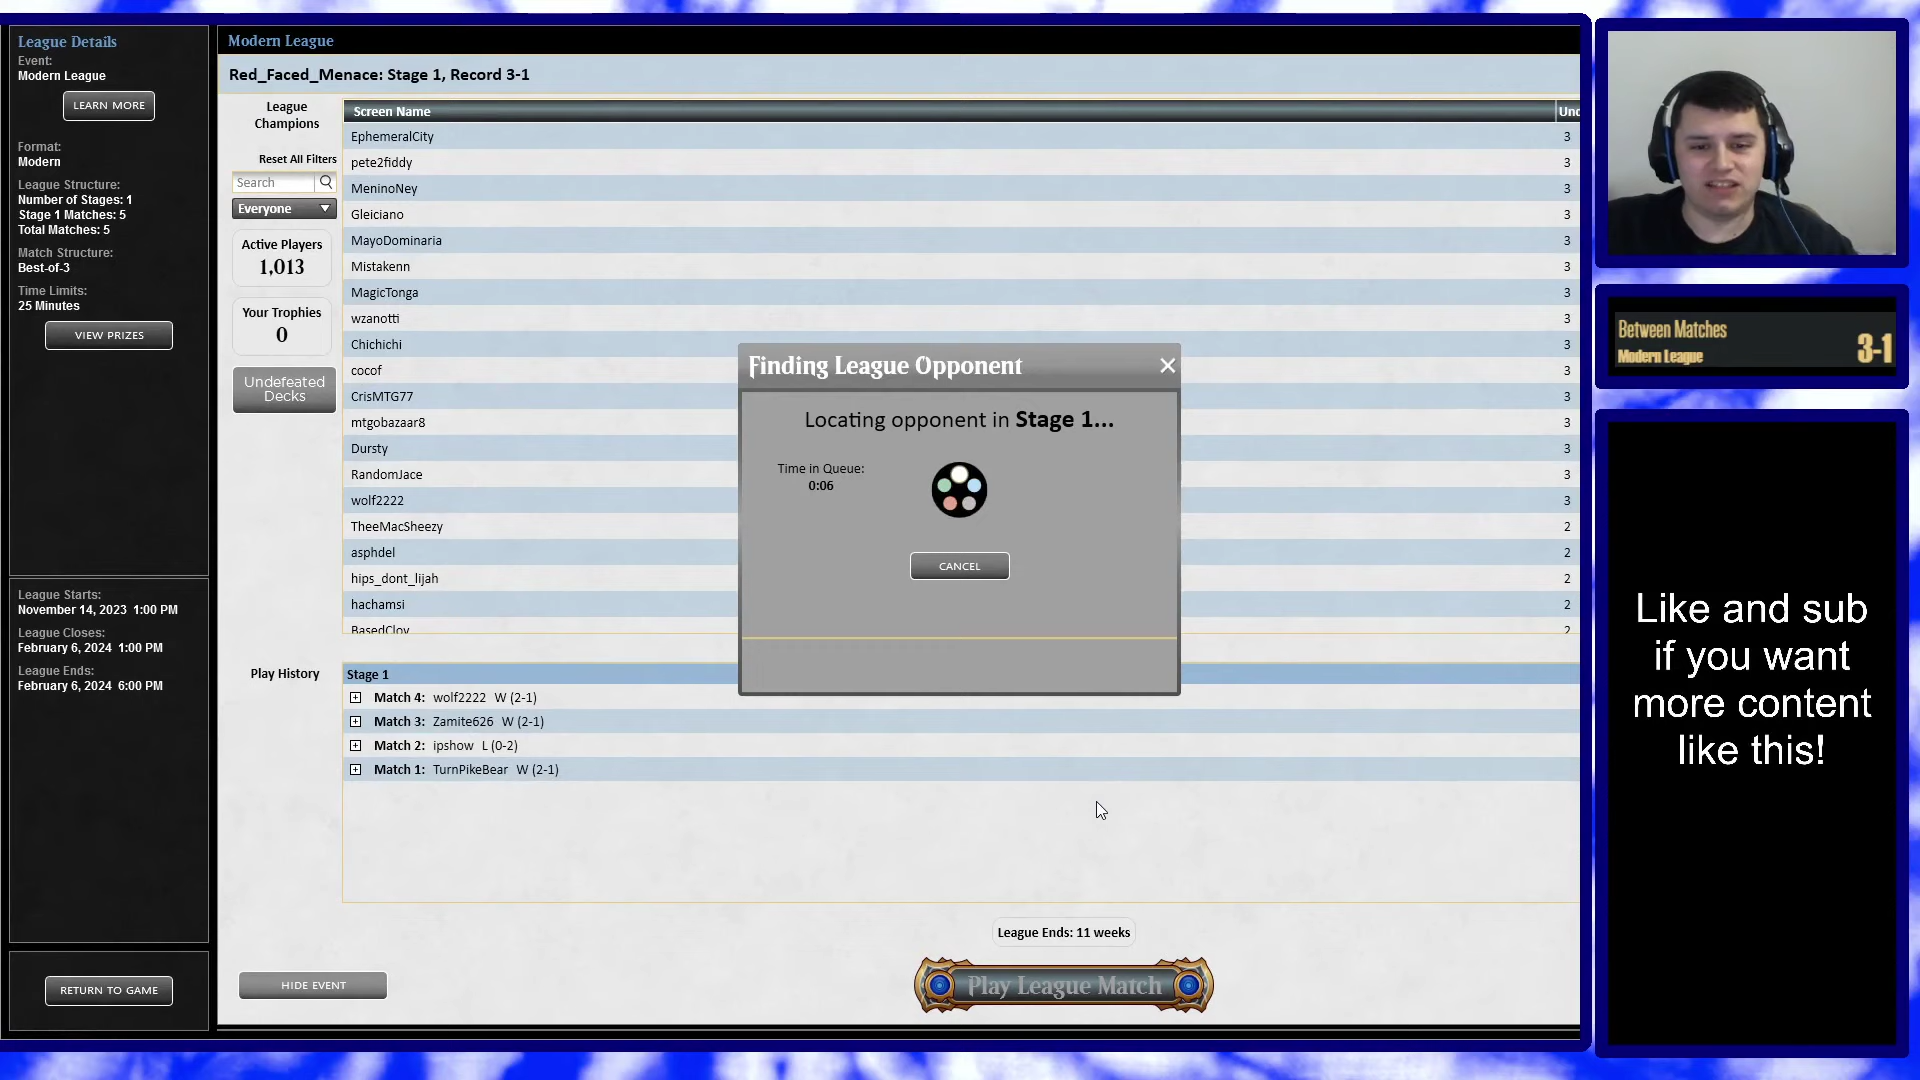 League Details
Event:
Modern League
LEARN MORE
Format:
Modern
League Structure:
Number of Stages: 1
Stage 1 Matches: 5
Total Matches: 5
Match Structure:
Best-of-3
Time Limits:
25 Minutes
VIEW PRIZES
League Starts:
November 14, 2023 1:00 PM
League Closes:
February 6, 2024 1:00 PM
League Ends:
February 6, 2024 6:00 PM
RETURN TO GAME
Modern League
Red_Faced_Menace: Stage 1, Record 3-1
League
Champions
Reset All Filters
Search
Everyone
Active Players
1,013
Your Trophies
0
Undefeated
Decks
Screen Name
EphemeralCity 3
pete2fiddy 3
MeninoNey 3
Gleiciano 3
MayoDominaria 3
Mistakenn 3
MagicTonga 3
wzanotti 3
Chichichi 3
cocof 3
CrisMTG77 3
mtgobazaar8 3
Dursty 3
RandomJace 3
wolf2222 3
TheeMacSheezy 2
asphdel 2
hips_dont_lijah 2
hachamsi 2
2
Finding League Opponent
Locating opponent in Stage 1...
Time in Queue:
0:06
CANCEL
Play History
Stage 1
Match 4: wolf2222 W (2-1)
Match 3: Zamite626 W (2-1)
Match 2: ipshow L (0-2)
Match 1: TurnPikeBear W (2-1)
League Ends: 11 weeks
HIDE EVENT
Play League Match
Between Matches
Modern League
3-1
Like and sub
if you want
more content
like this!